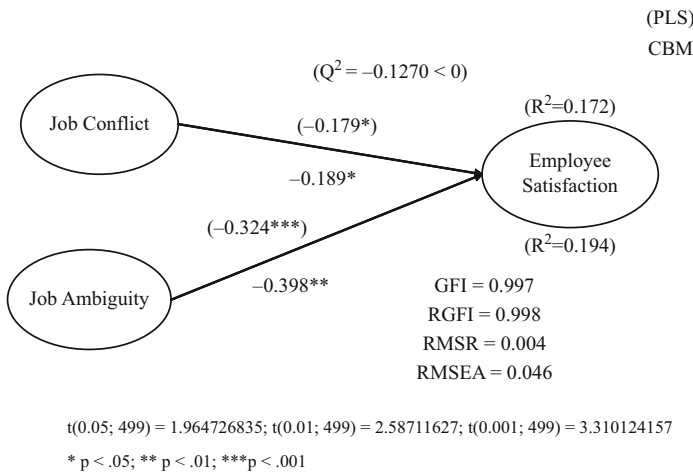 (PLS)
CBM
(Q² = –0.1270 < 0)
(R²=0.172)
Job Conflict
(–0.179*)
Employee
Satisfaction
–0.189*
(–0.324***)
(R²=0.194)
Job Ambiguity
–0.398**
GFI = 0.997
RGFI = 0.998
RMSR = 0.004
RMSEA = 0.046
t(0.05; 499) = 1.964726835; t(0.01; 499) = 2.58711627; t(0.001; 499) = 3.310124157
* p < .05; ** p < .01; ***p < .001